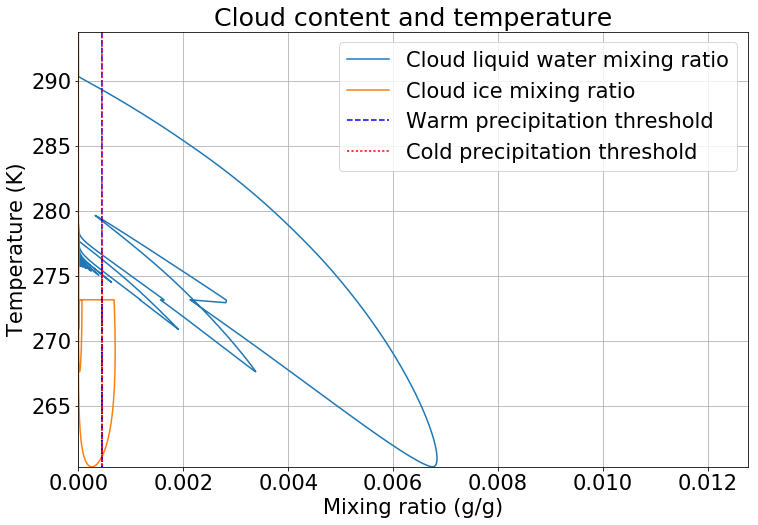 Cloud content and temperature
Cloud liquid water mixing ratio
Cloud ice mixing ratio
Warm precipitation threshold
Cold precipitation threshold
Temperature (K)
290
285
280
275
270
265
0.000 0.002 0.004 0.006 0.008 0.010 0.012
Mixing ratio (g/g)